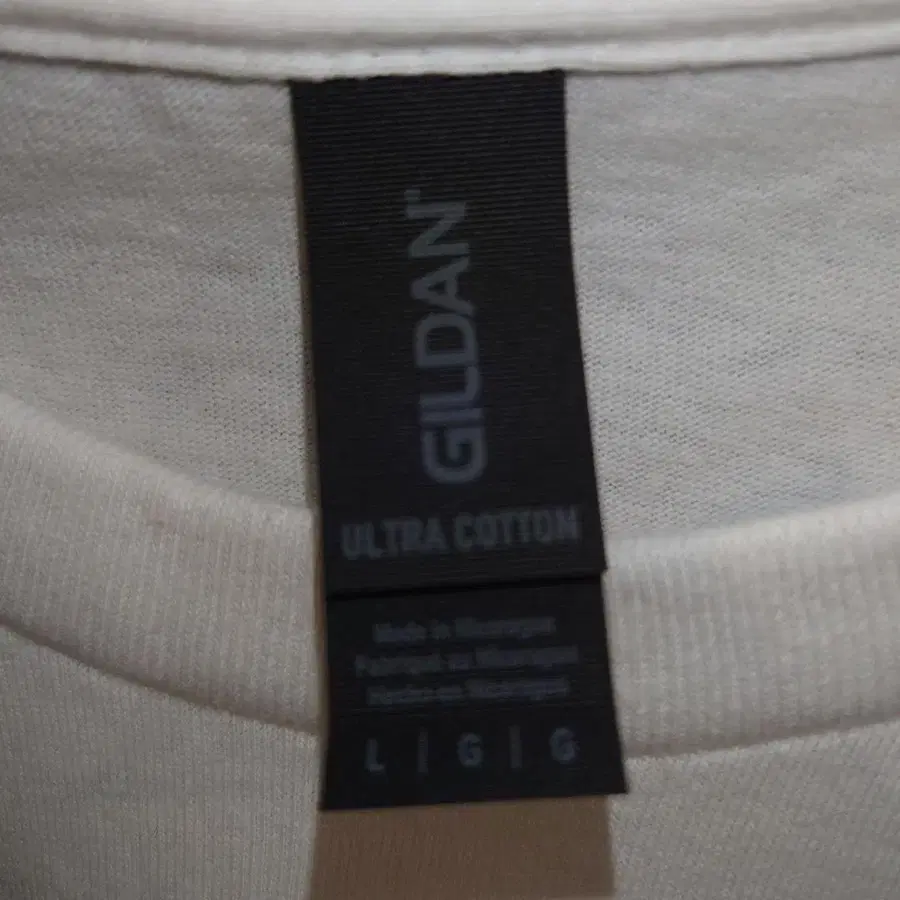 GILDAN®
ULTRA COTTON
Made in Nicaragua
Fabriqué au Nicaragua
Hecho en Nicaragua
L | G | G